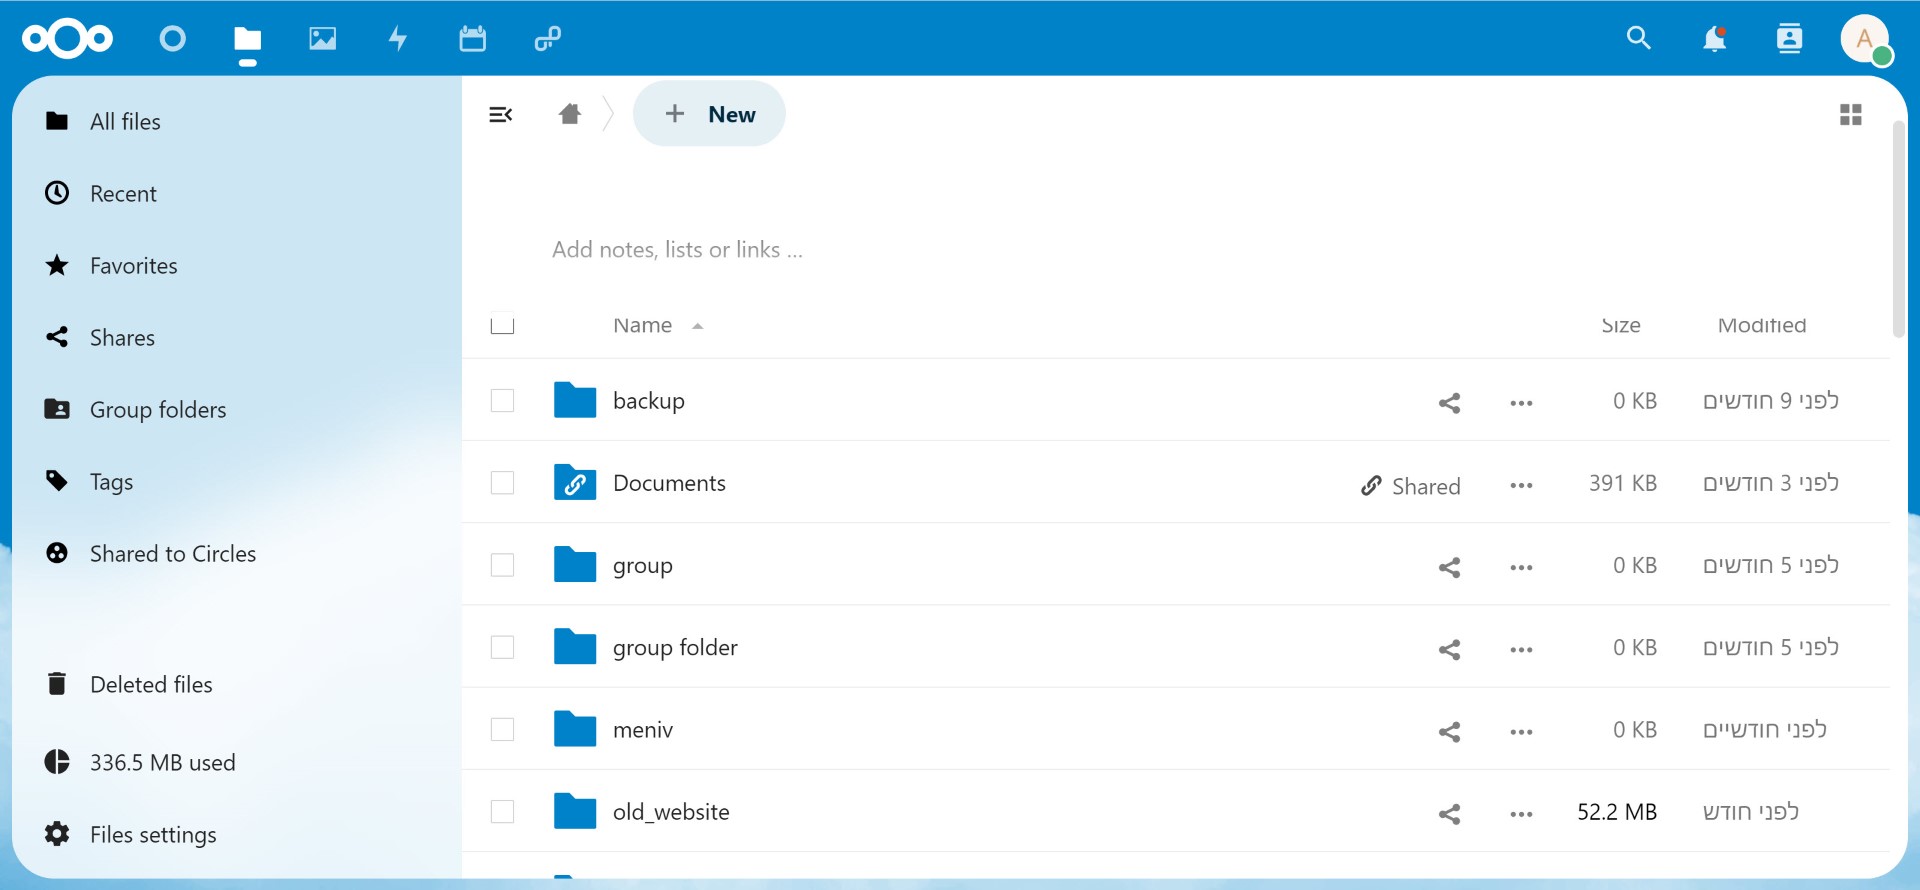 A
All files
Recent
Favorites
Shares
Group folders
Tags
Shared to Circles
Deleted files
336.5 MB used
Files settings
New
Add notes, lists or links ...
Name Size Modified
backup 0 KB לפני 9 חודשים
Documents Shared 391 KB לפני 3 חודשים
group 0 KB לפני 5 חודשים
group folder 0 KB לפני 5 חודשים
meniv 0 KB לפני חודשיים
old_website 52.2 MB לפני חודש